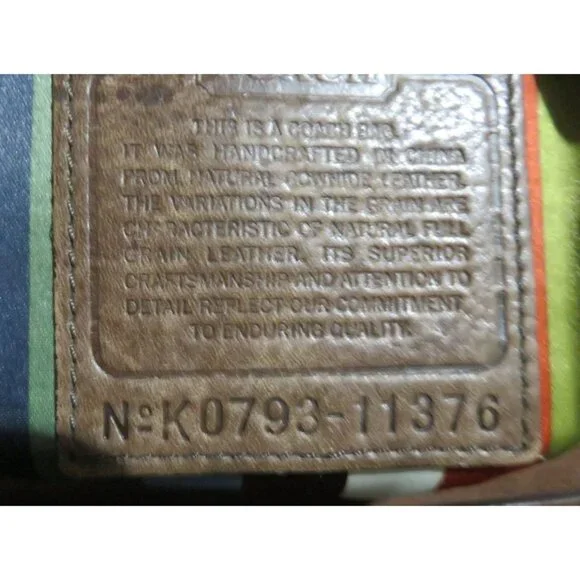 COACH
THIS IS A COACH BAG.
IT WAS HANDCRAFTED IN CHINA
FROM NATURAL COWHIDE LEATHER.
THE VARIATIONS IN THE GRAIN ARE
CHARACTERISTIC OF NATURAL FULL
GRAIN LEATHER. ITS SUPERIOR
CRAFTSMANSHIP AND ATTENTION TO
DETAIL REFLECT OUR COMMITMENT
TO ENDURING QUALITY.
NoK0793-11376